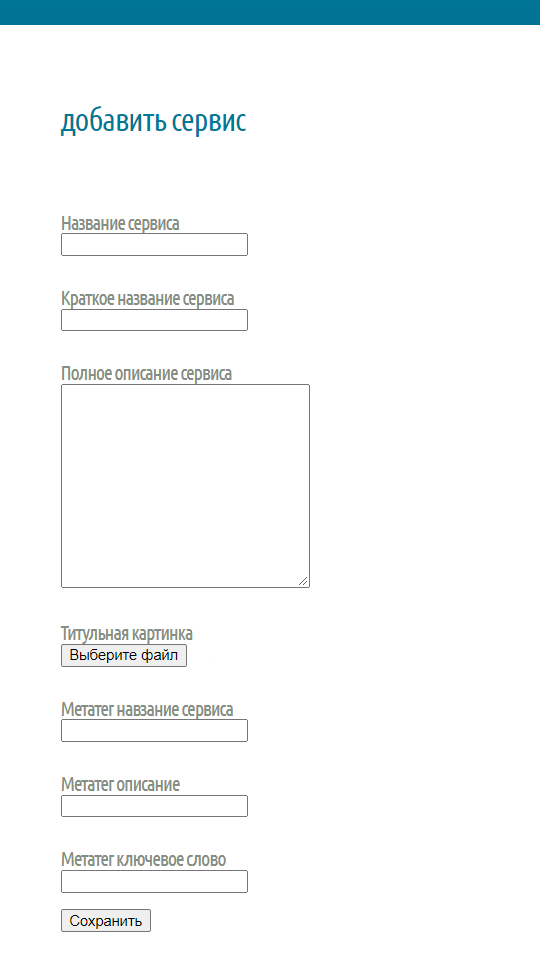 добавить сервис
Название сервиса
Краткое название сервиса
Полное описание сервиса
Титульная картинка
Выберите файл
Метатег навзание сервиса
Метатег описание
Метатег ключевое слово
Сохранить